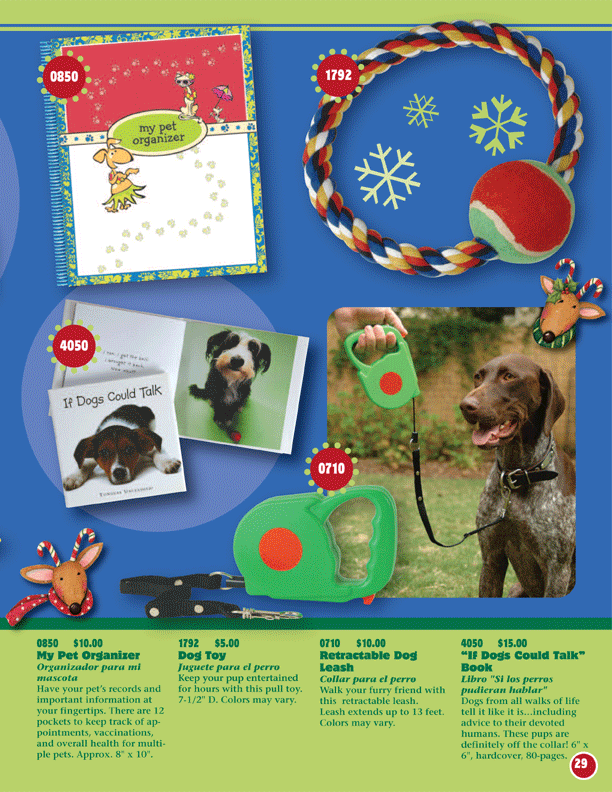 0850
my pet
organizer
1792
4050
If Dogs Could Talk
0710
0850 $10.00
My Pet Organizer
Organizador para mi
mascota
Have your pet's records and
important information at
your fingertips. There are 12
pockets to keep track of ap-
pointments, vaccinations,
and overall health for multi-
ple pets. Approx. 8" x 10".
1792 $5.00
Dog Toy
Juguete para el perro
Keep your pup entertained
for hours with this pull toy.
7-1/2" D. Colors may vary.
0710 $10.00
Retractable Dog
Leash
Collar para el perro
Walk your furry friend with
this retractable leash.
Leash extends up to 13 feet.
Colors may vary.
4050 $15.00
“If Dogs Could Talk”
Book
Libro "Si los perros
pudieran hablar"
Dogs from all walks of life
tell it like it is...including
advice to their devoted
humans. These pups are
definitely off the collar! 6" x
6", hardcover, 80-pages.
29